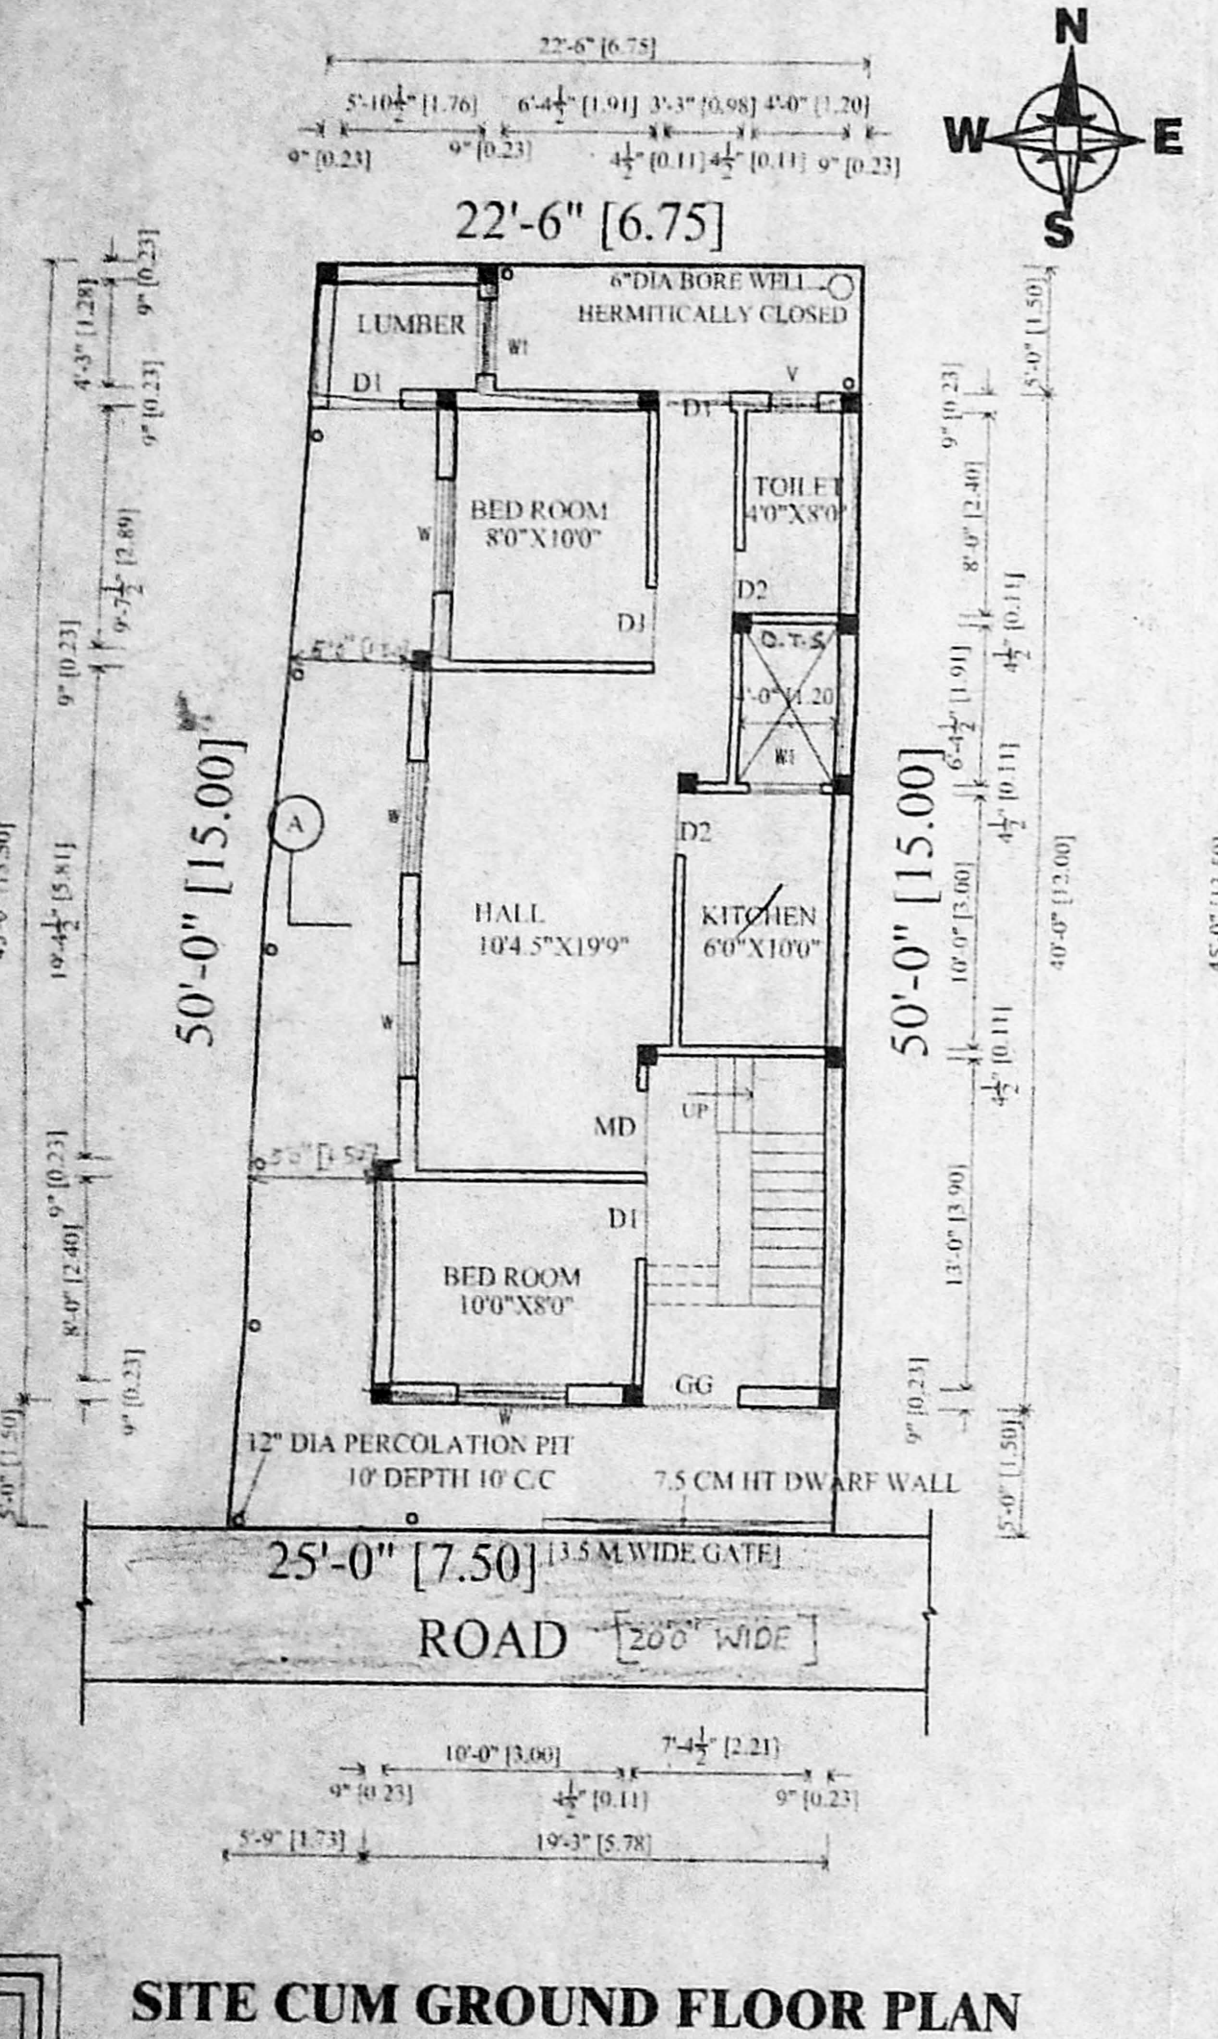 N
W E
S
22'-6" [6.75]
5'-10½" [1.76] 6'-4½" [1.91] 3'-3" [0.98] 4'-0" [1.20]
9" [0.23] 9" [0.23] 4½" [0.11] 4½" [0.11] 9" [0.23]
22'-6" [6.75]
6"DIA BORE WELL
HERMITICALLY CLOSED
LUMBER
W1
V
D1
D1
9" [0.23]
4'-3" [1.28]
9" [0.23]
9'-7½" [2.89]
9" [0.23]
19'-4½" [5.81]
9" [0.23]
8'-0" [2.40]
9" [0.23]
5'-0" [1.50]
50'-0" [15.00]
BED ROOM
8'0"X10'0"
W
D1
TOILET
4'0"X8'0"
D2
O.T.S
4'-0" [1.20
W1
A
W
D2
HALL
10'4.5"X19'9"
KITCHEN
6'0"X10'0"
W
MD
UP
D1
BED ROOM
10'0"X8'0"
GG
W
50'-0" [15.00]
5'-0" [1.50]
9" [0.23]
8'-0" [2.40]
4½" [0.11]
6'-4½" [1.91]
4½" [0.11]
10'-0" [3.00]
40'-0" [12.00]
4½" [0.11]
13'-0" [3.90]
9" [0.23]
5'-0" [1.50]
12" DIA PERCOLATION PIT
10' DEPTH 10' C.C
7.5 CM HT DWARF WALL
25'-0" [7.50] [3.5 M.WIDE GATE]
ROAD [20'0" WIDE]
10'-0" [3.00] 7'-4½" [2.21]
9" [0.23] 4½" [0.11] 9" [0.23]
5'-9" [1.73] 19'-3" [5.78]
SITE CUM GROUND FLOOR PLAN